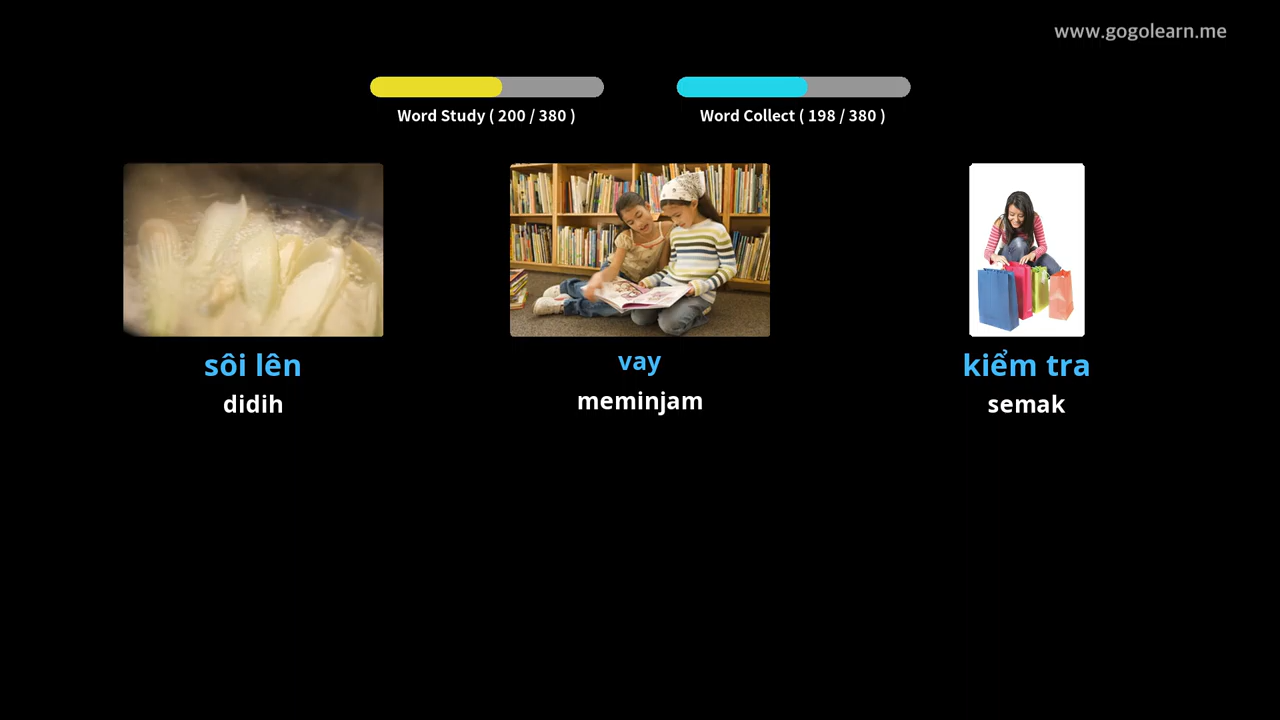 www.gogolearn.me
Word Study ( 200 / 380 )
Word Collect ( 198 / 380 )
sôi lên
didih
vay
meminjam
kiểm tra
semak